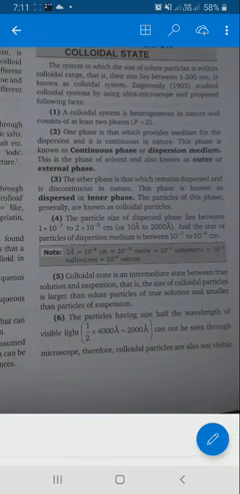 7:11
58%
COLLOIDAL STATE
The system in which the size of solute particles is within
colloidal range, that is, their size lies between 1-200 nm, is
known as colloidal system. Zsigmondy (1903) studied
colloidal systems by using ultra-microscope and proposed
following facts:
(1) A colloidal system is heterogeneous in nature and
consists of at least two phases (P = 2).
(2) One phase is that which provides medium for the
dispersion and it is continuous in nature. This phase is
known as Continuous phase or dispersion medium.
This is the phase of solvent and also known as outer or
external phase.
(3) The other phase is that which remains dispersed and
is discontinuous in nature. This phase is known as
dispersed or inner phase. The particles of this phase,
generally, are known as colloidal particles.
(4) The particle size of dispersed phase lies between
to 2000Å). And the size of
particles of dispersion medium is between
Note:
(5) Colloidal state is an intermediate state between true
solution and suspension, that is, the size of colloidal particles
is larger than solute particles of true solution and smaller
than particles of suspension.
(6) The particles having size half the wavelength of
visible light (1/2 × 4000Å = 2000Å) can not be seen through
microscope, therefore, colloidal particles are also not visible